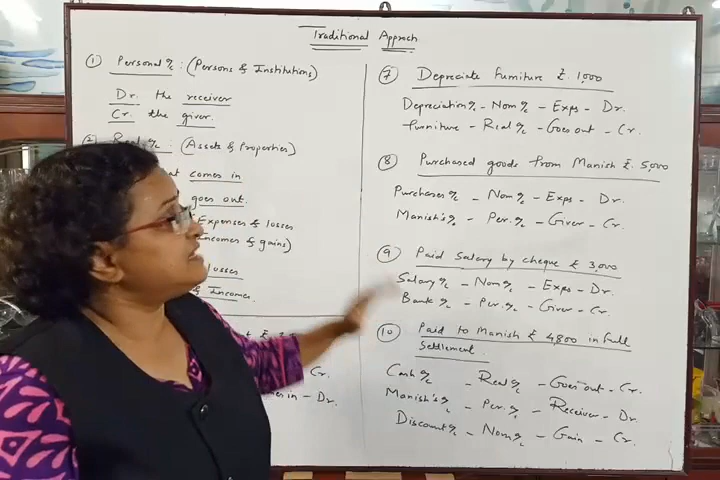 Traditional Approch
① Personal a/c : (Persons & Institutions)
Dr. the receiver
Cr. the giver.
Real a/c : (Assets & Properties)
comes in
goes out.
Expenses & losses
Incomes & gains)
losses
& Incomes.
Cr.
in - Dr.
⑦ Depreciate furniture ₹. 1,000
Depreciation a/c - Nom a/c - Exps - Dr.
furniture - Real a/c - Goes out - Cr.
⑧ Purchased goods from Manish ₹. 5,000
Purchases a/c - Nom a/c - Exps - Dr.
Manish's a/c - Per. a/c - Giver - Cr.
⑨ Paid Salary by cheque ₹ 3,000
Salary a/c - Nom a/c - Exps - Dr.
Bank a/c - Per. a/c - Giver - Cr.
⑩ Paid to Manish ₹ 4,800 in full
Settlement.
Cash a/c - Real a/c - Goes out - Cr.
Manish's a/c - Per. a/c - Receiver - Dr.
Discount a/c - Nom a/c - Gain - Cr.